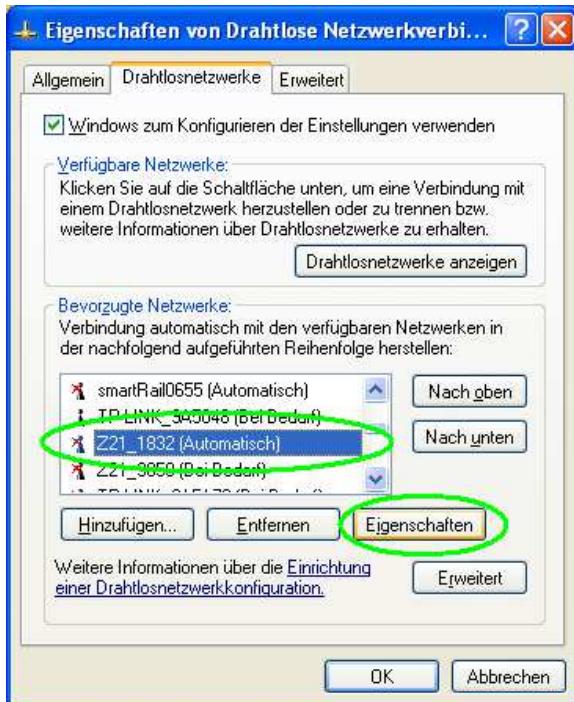 Eigenschaften von Drahtlose Netzwerkverbi...
Allgemein
Drahtlosnetzwerke
Erweitert
Windows zum Konfigurieren der Einstellungen verwenden
Verfügbare Netzwerke:
Klicken Sie auf die Schaltfläche unten, um eine Verbindung mit
einem Drahtlosnetzwerk herzustellen oder zu trennen bzw.
weitere Informationen über Drahtlosnetzwerke zu erhalten.
Drahtlosnetzwerke anzeigen
Bevorzugte Netzwerke:
Verbindung automatisch mit den verfügbaren Netzwerken in
der nachfolgend aufgeführten Reihenfolge herstellen:
smartRail0655 (Automatisch)
(Bei Bedarf)
Z21_1832 (Automatisch)
(Bei Bedarf)
Nach oben
Nach unten
Hinzufügen...
Entfernen
Eigenschaften
Weitere Informationen über die Einrichtung
einer Drahtlosnetzwerkkonfiguration.
Erweitert
OK
Abbrechen